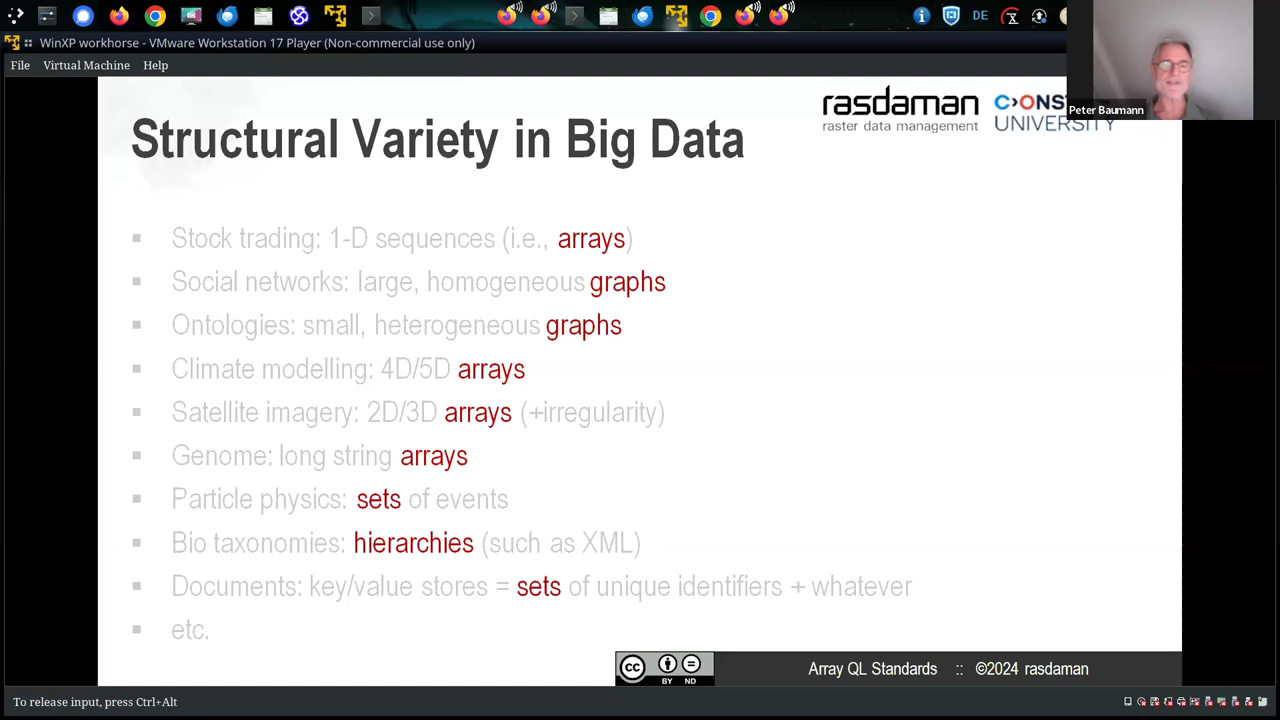 DE
WinXP workhorse - VMware Workstation 17 Player (Non-commercial use only)
File Virtual Machine Help
Peter Baumann
rasdaman
raster data management
C›ONST
UNIVERSITY
Structural Variety in Big Data
▪ Stock trading: 1-D sequences (i.e., arrays)
▪ Social networks: large, homogeneous graphs
▪ Ontologies: small, heterogeneous graphs
▪ Climate modelling: 4D/5D arrays
▪ Satellite imagery: 2D/3D arrays (+irregularity)
▪ Genome: long string arrays
▪ Particle physics: sets of events
▪ Bio taxonomies: hierarchies (such as XML)
▪ Documents: key/value stores = sets of unique identifiers + whatever
▪ etc.
cc BY ND
Array QL Standards :: ©2024 rasdaman
To release input, press Ctrl+Alt